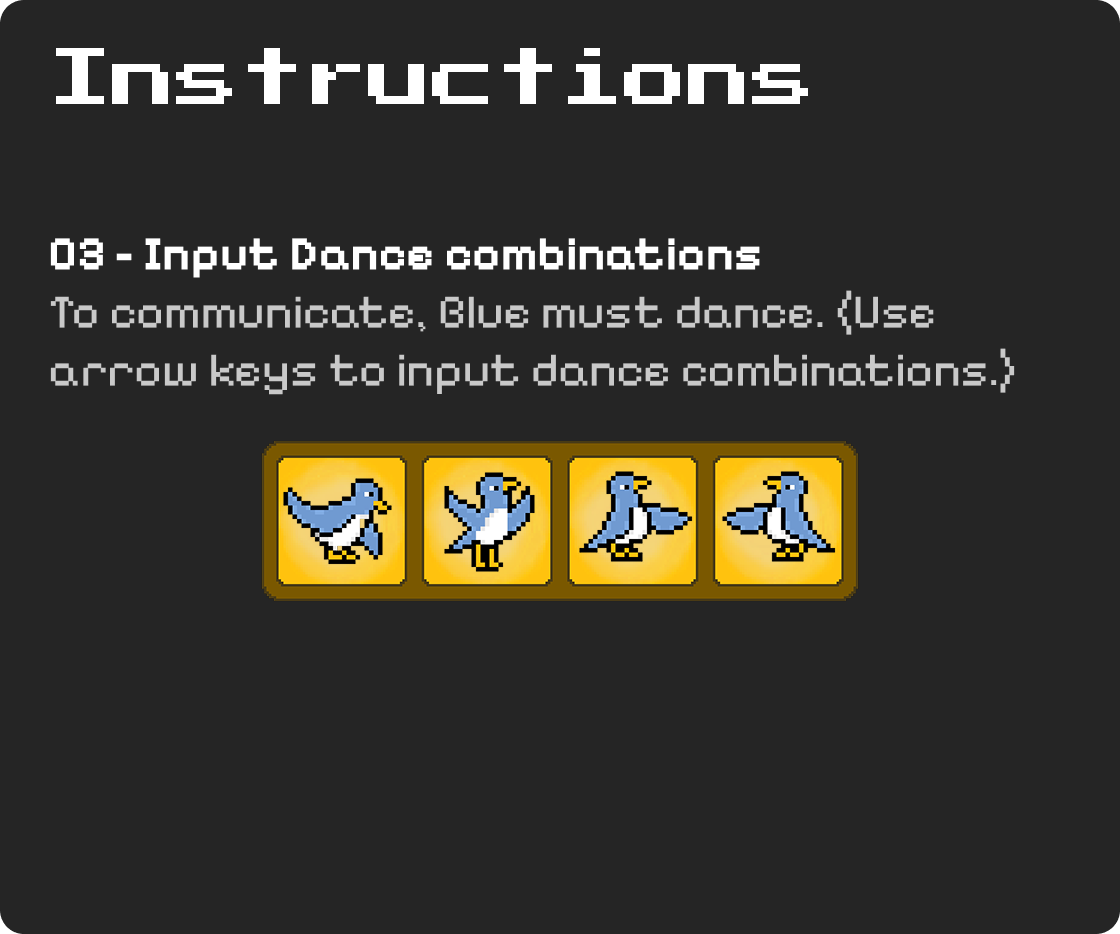 Instructions
03 - Input Dance combinations
To communicate, Blue must dance. {Use
arrow keys to input dance combinations.}